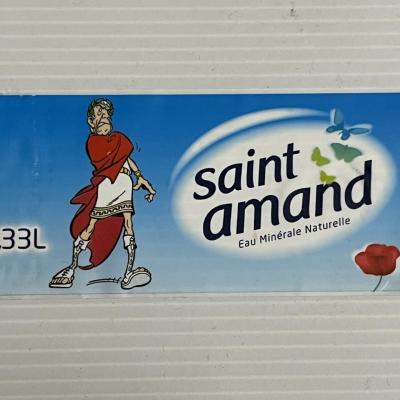 .33L
saint
amand
Eau Minérale Naturelle